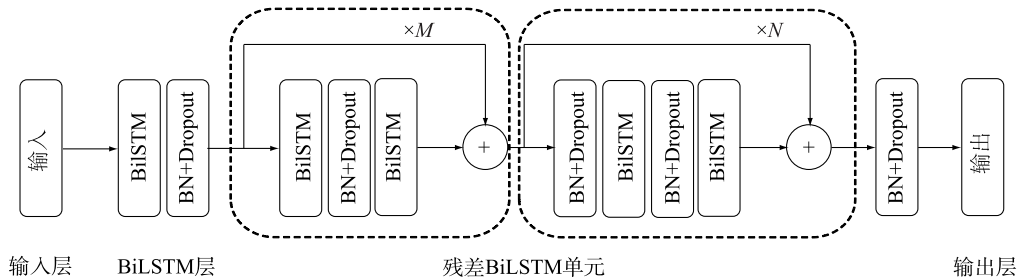 ×M
×N
输入
BilSTM
BN+Dropout
BilSTM
BN+Dropout
BilSTM
+
BN+Dropout
BilSTM
BN+Dropout
BilSTM
+
BN+Dropout
输出
输入层
BiLSTM层
残差BiLSTM单元
输出层